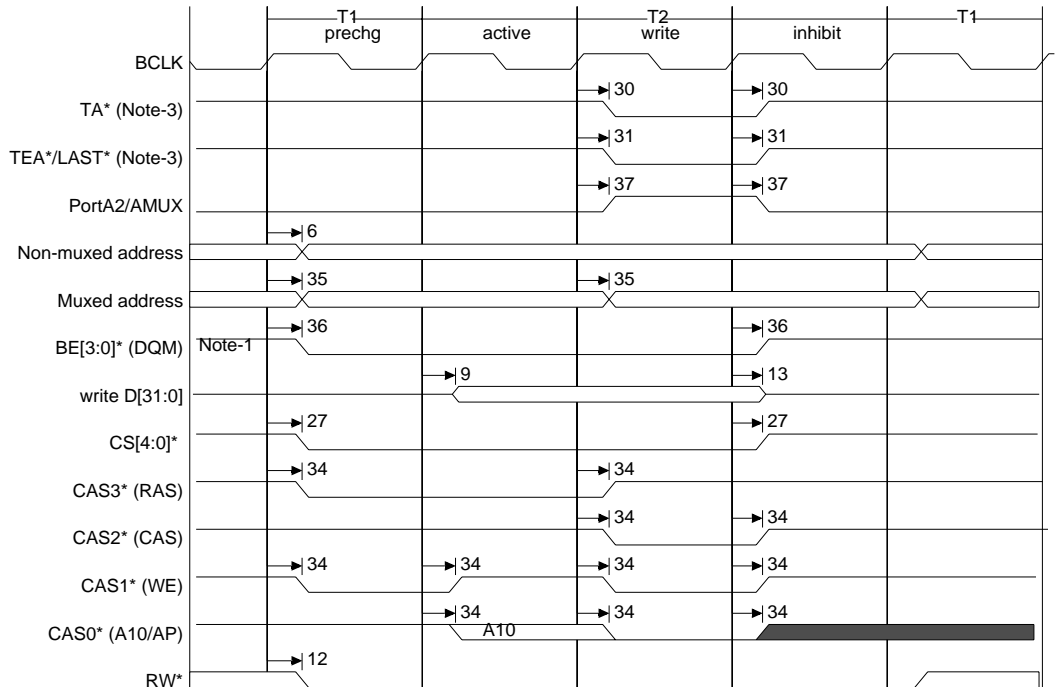 T1 T2 T1
prechg active write inhibit
BCLK
30 30
TA* (Note-3)
31 31
TEA*/LAST* (Note-3)
37 37
PortA2/AMUX
6
Non-muxed address
35 35
Muxed address
36 36
BE[3:0]* (DQM) Note-1
9 13
write D[31:0]
27 27
CS[4:0]*
34 34
CAS3* (RAS)
34 34
CAS2* (CAS)
34 34 34 34
CAS1* (WE)
34 34 34
CAS0* (A10/AP) A10
12
RW*